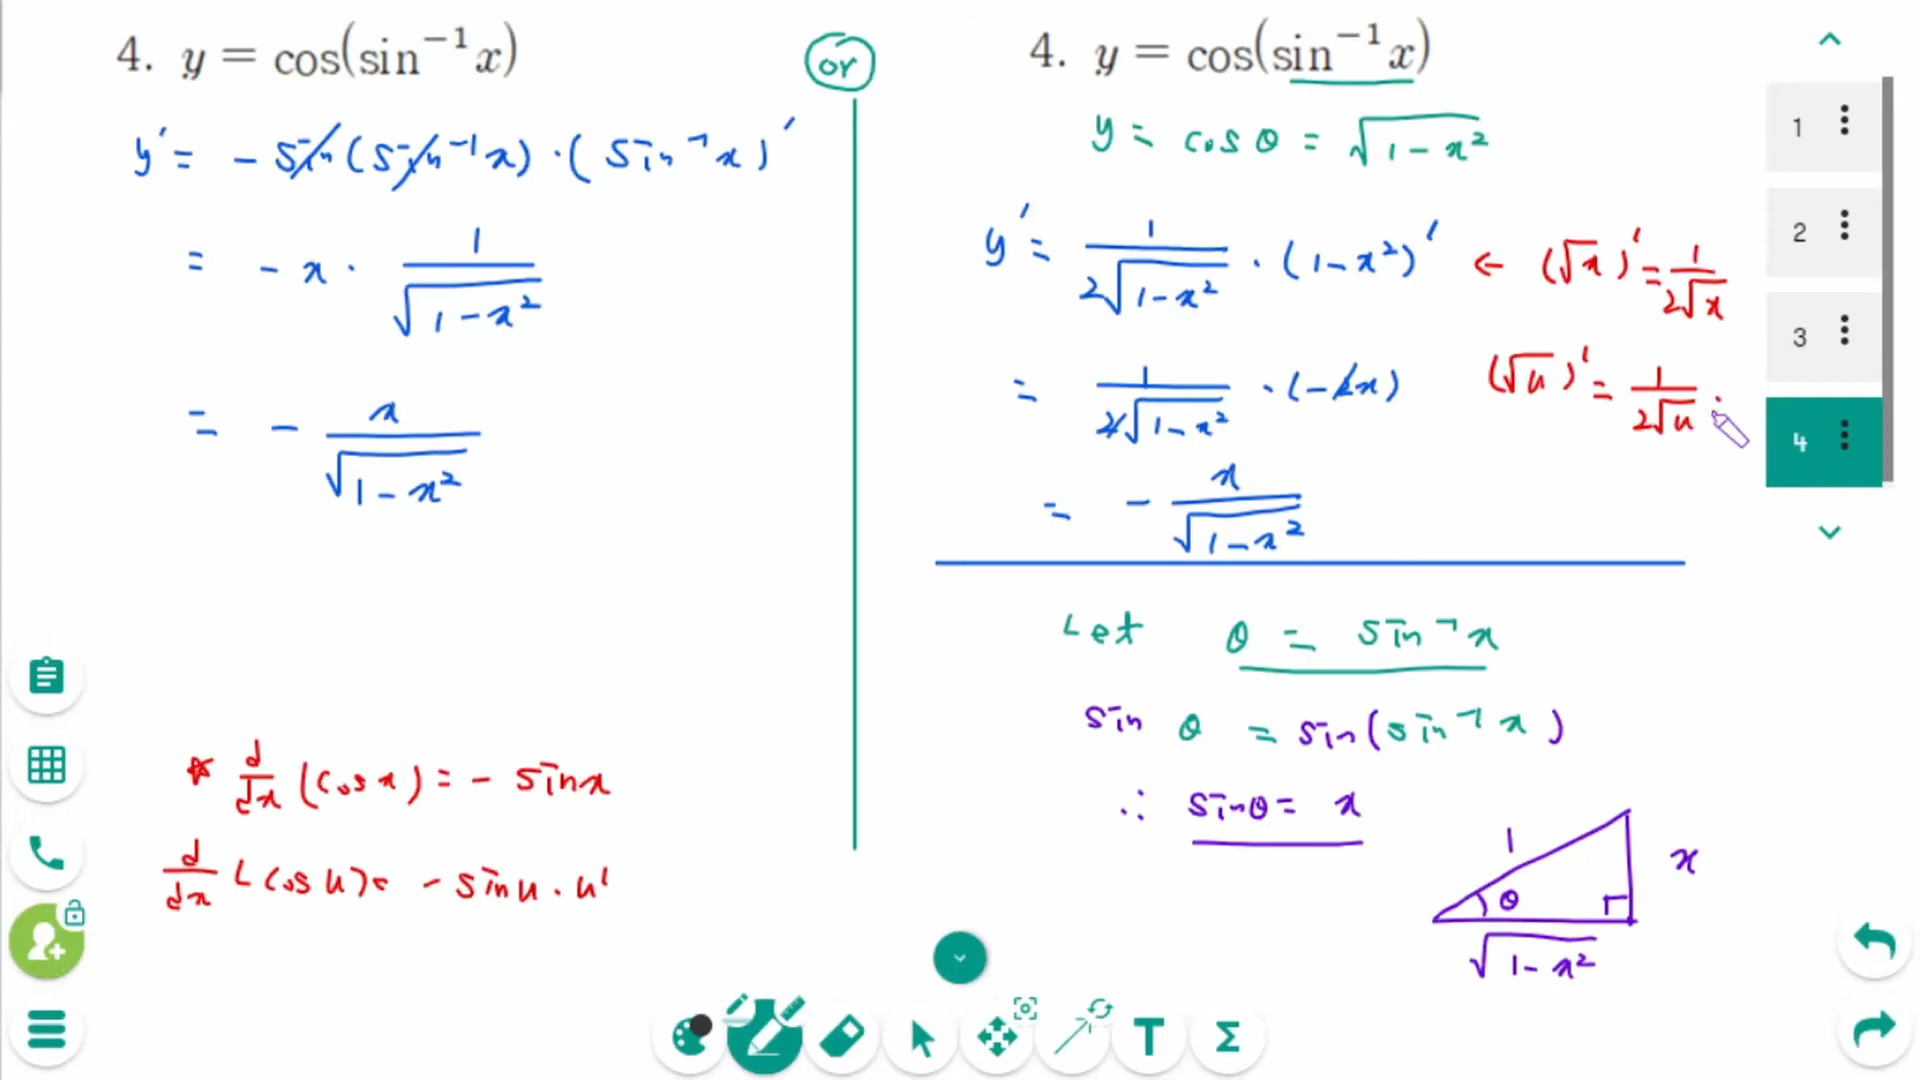 4. y = cos(sin⁻¹x)
y' = - sin(sin⁻¹x) · (sin⁻¹x)'
= - x · 1/√(1-x²)
= - x/√(1-x²)
* d/dx (cos x) = - sin x
d/dx (cos u) = - sin u · u'
or
4. y = cos(sin⁻¹x)
y = cos θ = √(1-x²)
y' = 1/(2√(1-x²)) · (1-x²)' ← (√x)' = 1/(2√x)
= 1/(2√(1-x²)) · (-2x) (√u)' = 1/(2√u) ·
= - x/√(1-x²)
Let θ = sin⁻¹x
sin θ = sin(sin⁻¹x)
∴ sinθ = x
1
x
θ
√(1-x²)
1
2
3
4
T
Σ